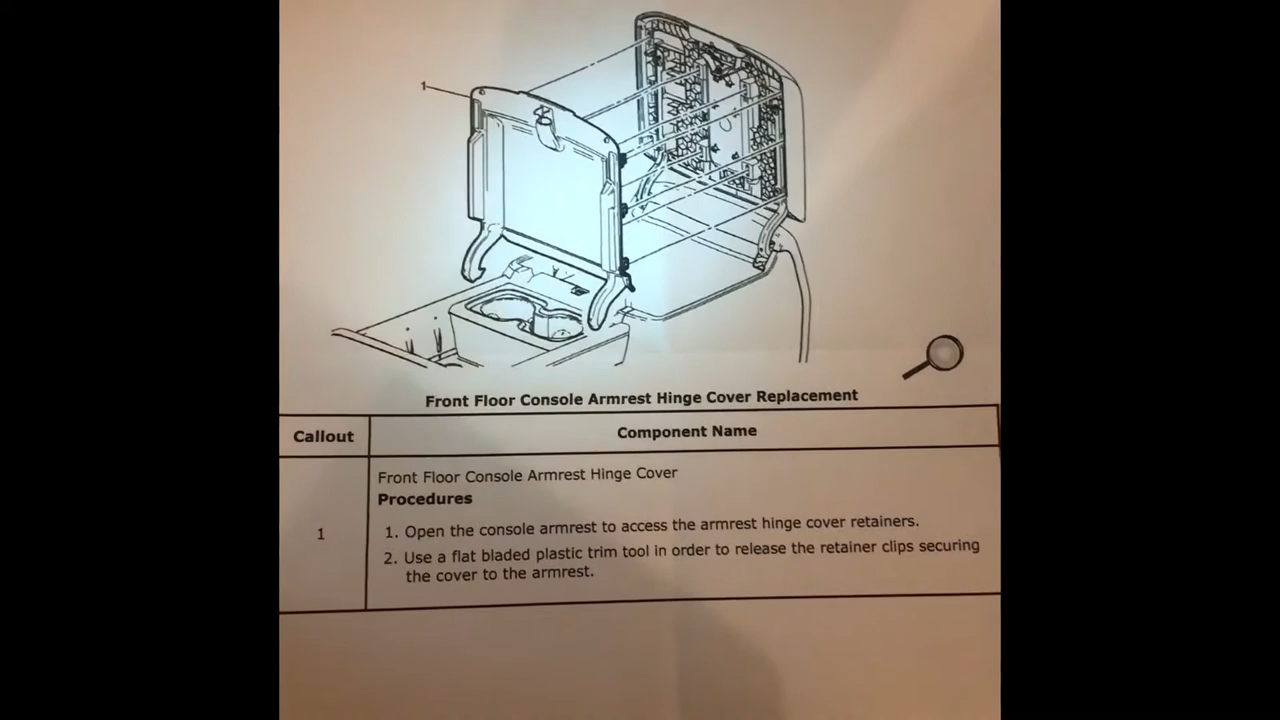 1
Front Floor Console Armrest Hinge Cover Replacement
Callout
Component Name
1
Front Floor Console Armrest Hinge Cover
Procedures
1. Open the console armrest to access the armrest hinge cover retainers.
2. Use a flat bladed plastic trim tool in order to release the retainer clips securing
the cover to the armrest.